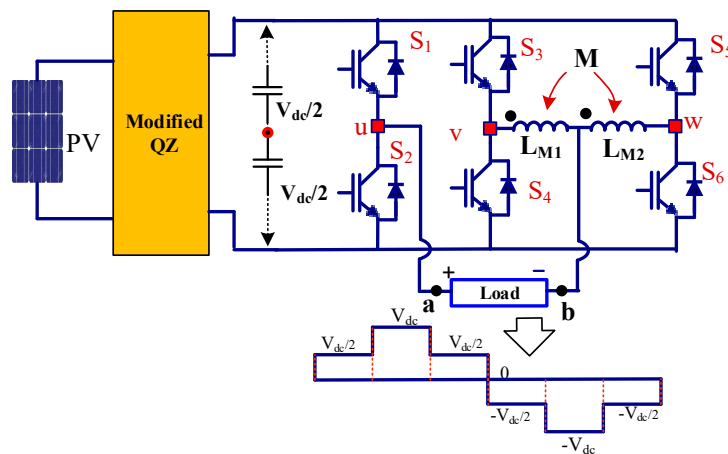 S1
S3
S5
M
Modified
QZ
PV
Vdc/2
u
v
w
LM1
LM2
S2
Vdc/2
S4
S6
+
−
a
Load
b
Vdc/2
Vdc
Vdc/2
0
-Vdc/2
-Vdc/2
-Vdc